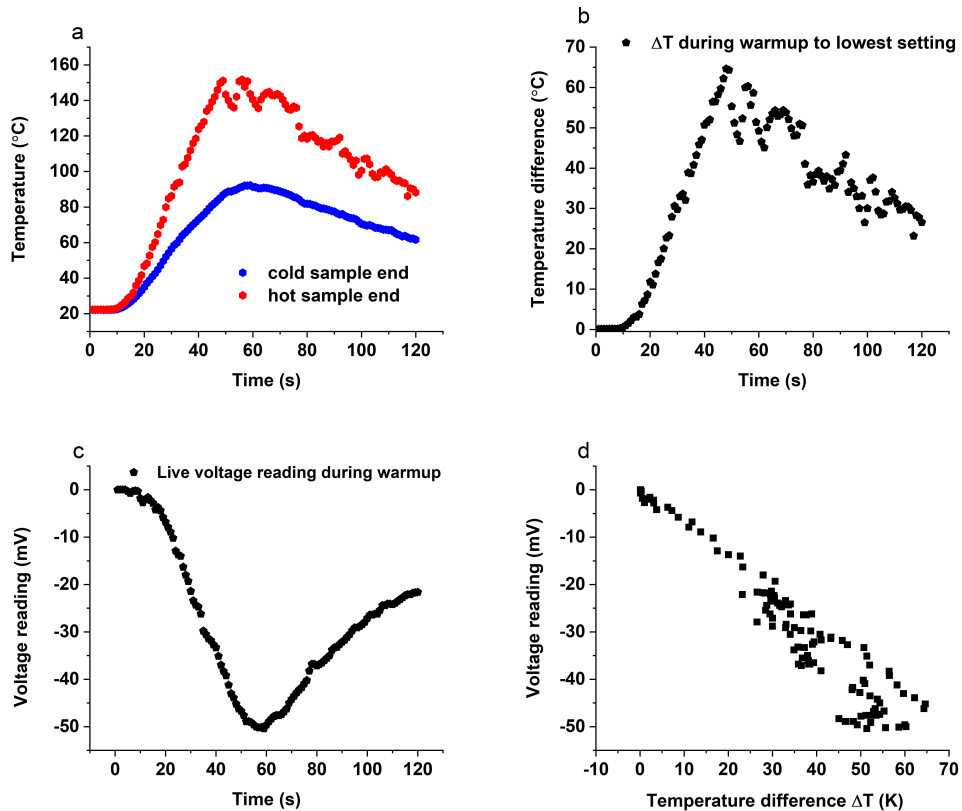 a
160
140
120
100
80
60
40
20
Temperature (°C)
cold sample end
hot sample end
0 20 40 60 80 100 120
Time (s)
b
70
60
50
40
30
20
10
0
Temperature difference (°C)
ΔT during warmup to lowest setting
0 20 40 60 80 100 120
Time (s)
c
0
-10
-20
-30
-40
-50
Voltage reading (mV)
Live voltage reading during warmup
0 20 40 60 80 100 120
Time (s)
d
0
-10
-20
-30
-40
-50
Voltage reading (mV)
-10 0 10 20 30 40 50 60 70
Temperature difference ΔT (K)